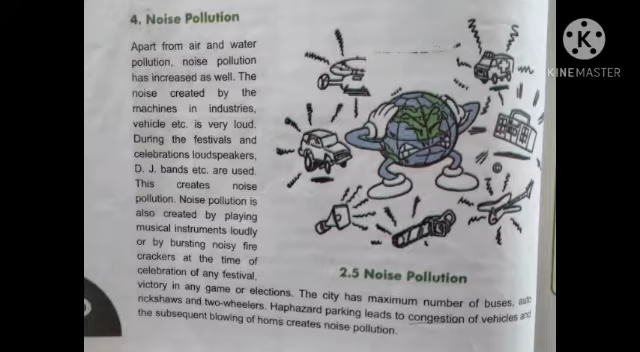 4. Noise Pollution
Apart from air and water
pollution, noise pollution
has increased as well. The
noise created by the
machines in industries,
vehicle etc. is very loud.
During the festivals and
celebrations loudspeakers,
D. J. bands etc. are used.
This creates noise
pollution. Noise pollution is
also created by playing
musical instruments loudly
or by bursting noisy fire
crackers at the time of
celebration of any festival,
victory in any game or elections. The city has maximum number of buses, auto
rickshaws and two-wheelers. Haphazard parking leads to congestion of vehicles and
the subsequent blowing of horns creates noise pollution.
2.5 Noise Pollution
KINEMASTER